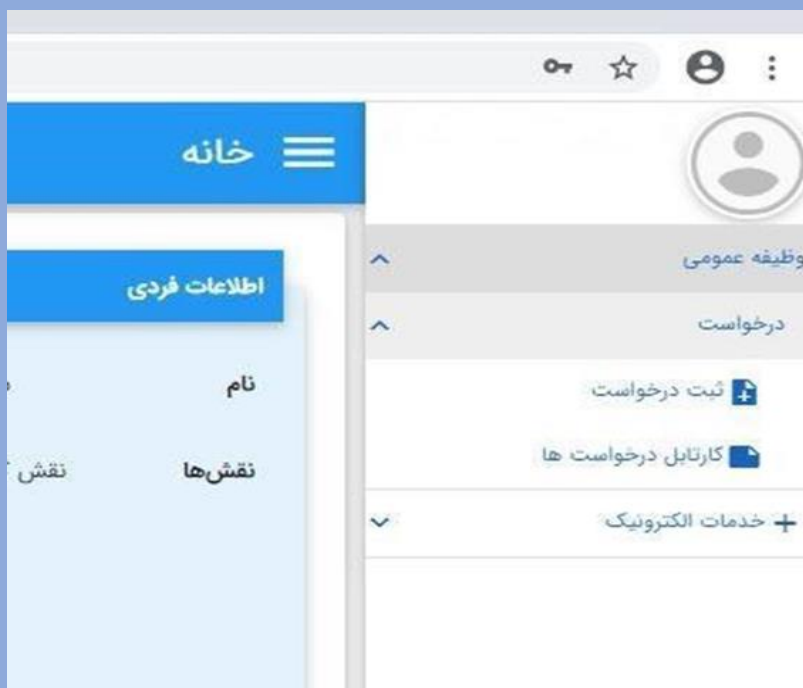 خانه
وظیفه عمومی
درخواست
ثبت درخواست
کارتابل درخواست ها
خدمات الکترونیک
اطلاعات فردی
نام
نقش‌ها نقش